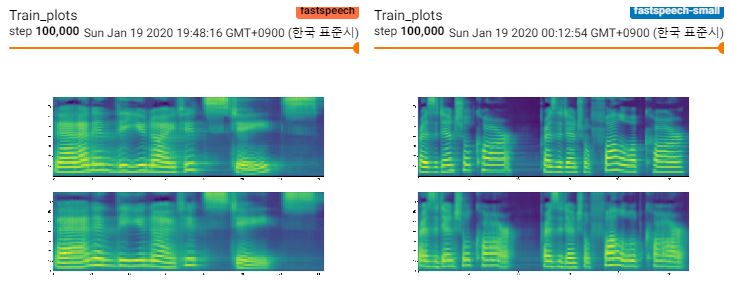 Train_plots fastspeech
step 100,000 Sun Jan 19 2020 19:48:16 GMT+0900 (한국 표준시)
Train_plots fastspeech-small
step 100,000 Sun Jan 19 2020 00:12:54 GMT+0900 (한국 표준시)